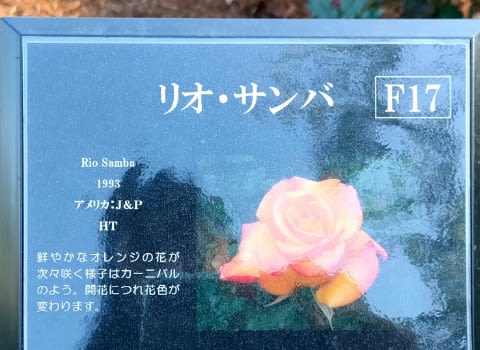 リオ・サンバ F17
Rio Samba
1993
アメリカ:J&P
HT
鮮やかなオレンジの花が
次々咲く様子はカーニバル
のよう。開花につれ花色が
変わります。